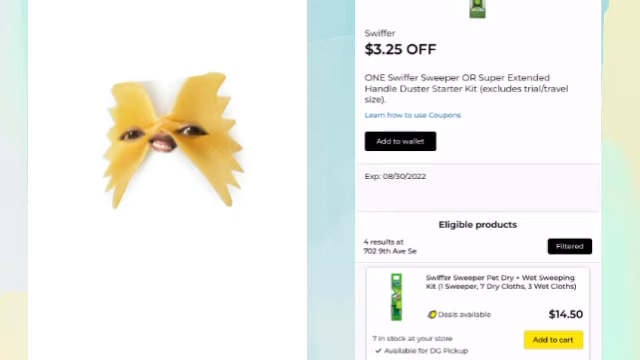 Swiffer
$3.25 OFF
ONE Swiffer Sweeper OR Super Extended
Handle Duster Starter Kit (excludes trial/travel
size).
Learn how to use Coupons
Add to wallet
Exp: 08/30/2022
Eligible products
4 results at
702 9th Ave Se
Filtered
Swiffer Sweeper Pet Dry + Wet Sweeping
Kit (1 Sweeper, 7 Dry Cloths, 3 Wet Cloths)
Deals available
$14.50
7 in stock at your store
Add to cart
Available for DG Pickup